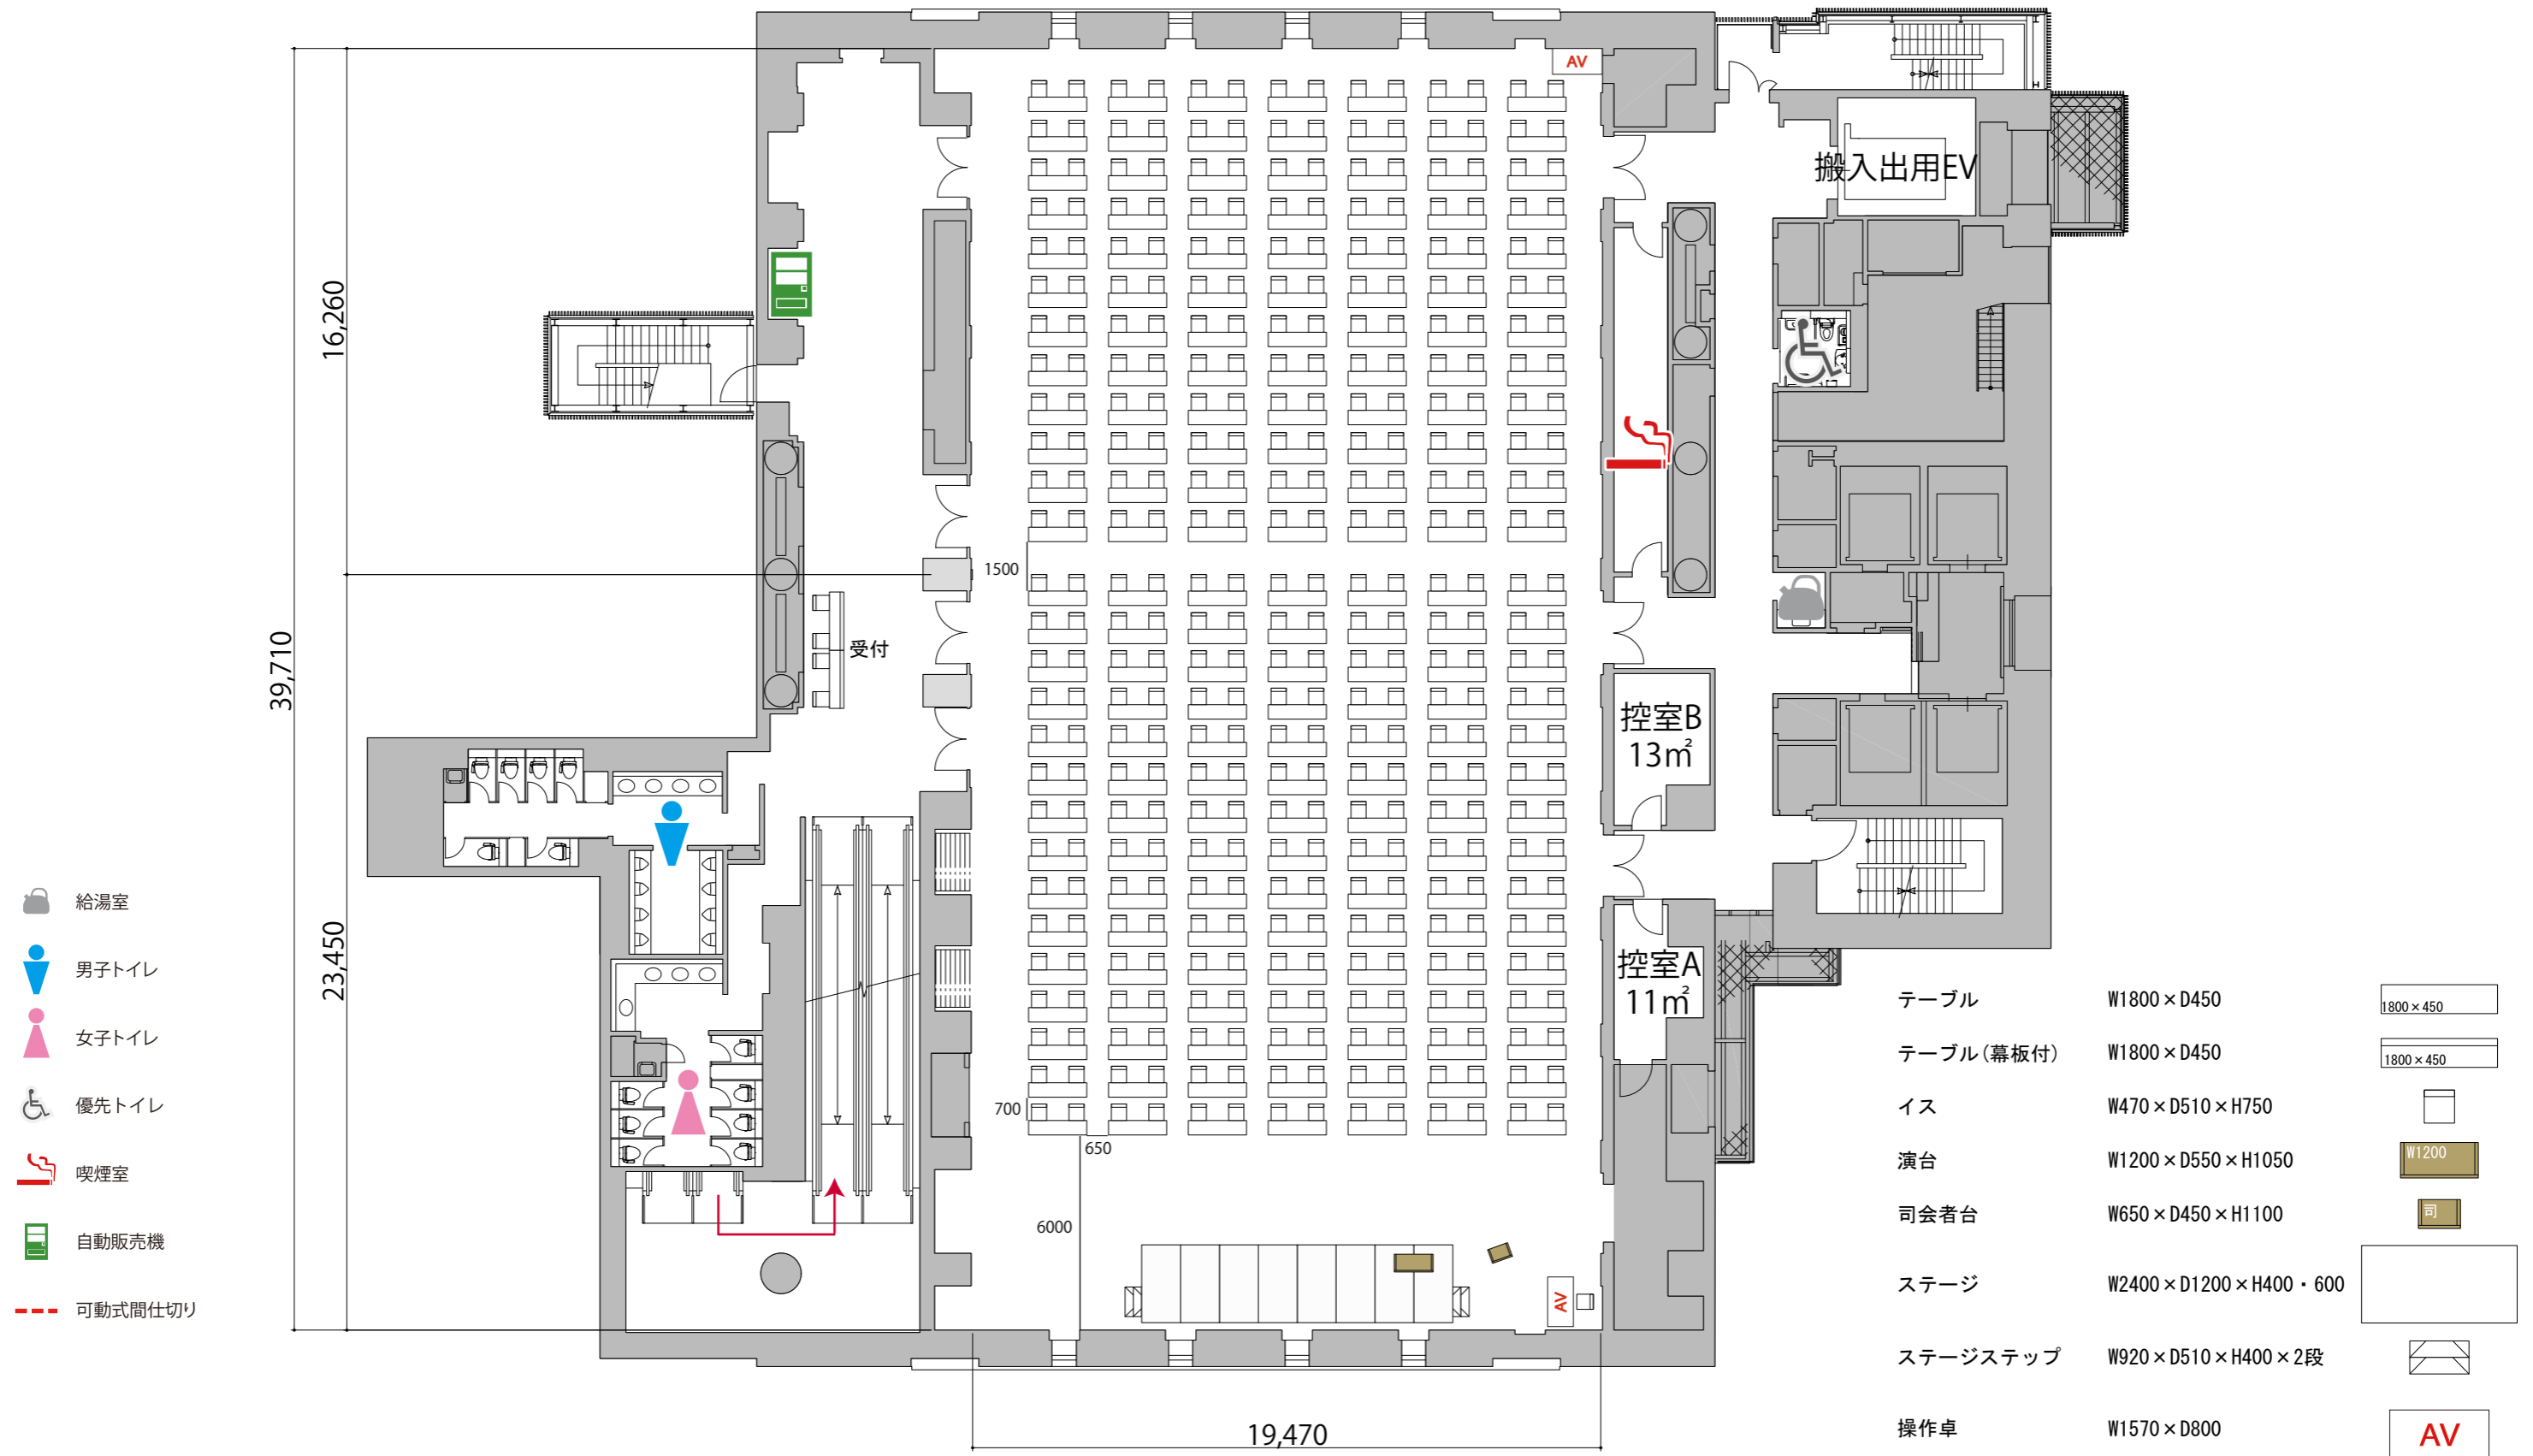 AV
搬入出用EV
16,260
39,710
23,450
1500
受付
控室B
13㎡
控室A
11㎡
700
650
6000
AV
19,470
給湯室
男子トイレ
女子トイレ
優先トイレ
喫煙室
自動販売機
可動式間仕切り
テーブル W1800×D450 1800×450
テーブル(幕板付) W1800×D450 1800×450
イス W470×D510×H750
演台 W1200×D550×H1050 W1200
司会者台 W650×D450×H1100 司
ステージ W2400×D1200×H400・600
ステージステップ W920×D510×H400×2段
操作卓 W1570×D800 AV